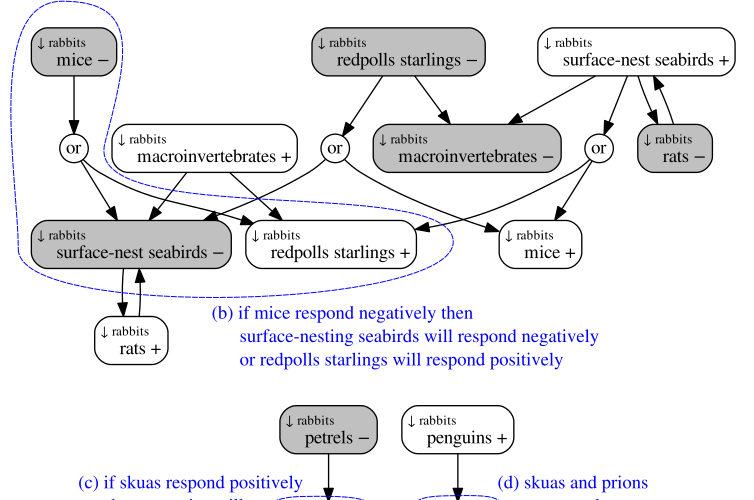 ↓ rabbits
mice −
↓ rabbits
redpolls starlings −
↓ rabbits
surface-nest seabirds +
or
↓ rabbits
macroinvertebrates +
or
↓ rabbits
macroinvertebrates −
or
↓ rabbits
rats −
↓ rabbits
surface-nest seabirds −
↓ rabbits
redpolls starlings +
↓ rabbits
mice +
↓ rabbits
rats +
(b) if mice respond negatively then
surface-nesting seabirds will respond negatively
or redpolls starlings will respond positively
↓ rabbits
petrels −
↓ rabbits
penguins +
(c) if skuas respond positively
(d) skuas and prions